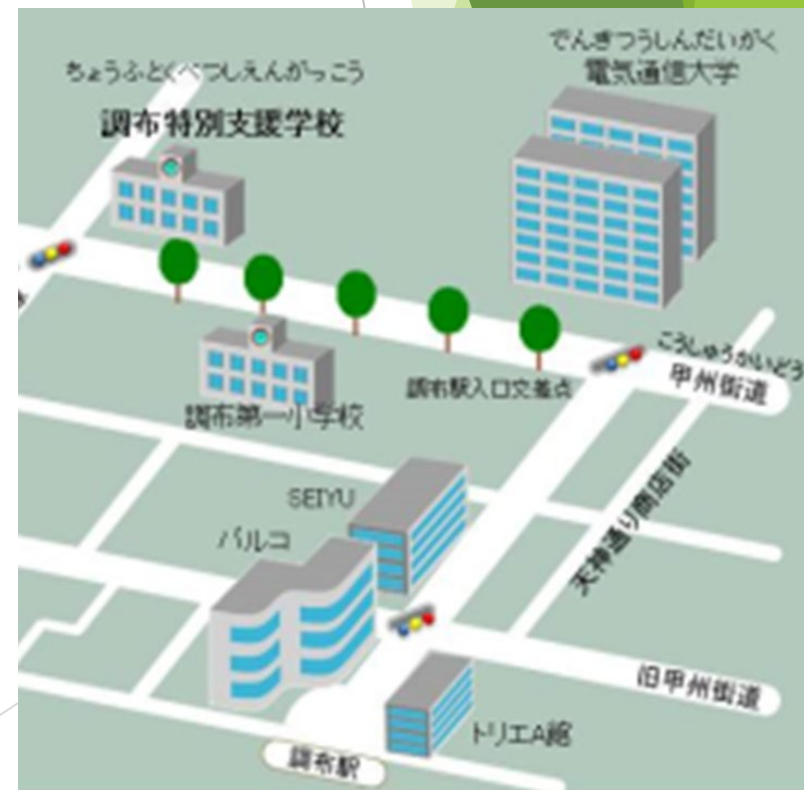 でんきつうしんだいがく
電気通信大学
ちょうふとくべつしえんがっこう
調布特別支援学校
こうしゅうかいどう
甲州街道
調布駅入口交差点
調布第一小学校
天神通り商店街
SEIYU
パルコ
旧甲州街道
トリエA館
調布駅